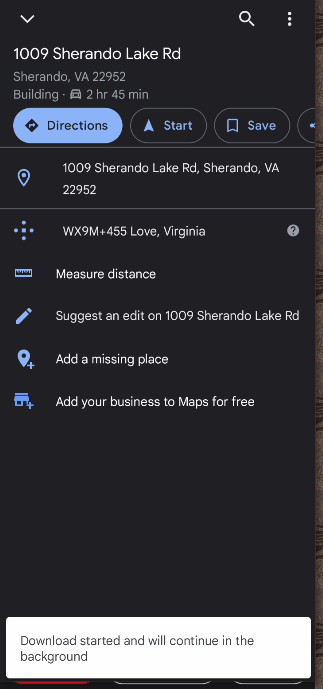 1009 Sherando Lake Rd
Sherando, VA 22952
Building · 2 hr 45 min
Directions
Start
Save
1009 Sherando Lake Rd, Sherando, VA
22952
WX9M+455 Love, Virginia
Measure distance
Suggest an edit on 1009 Sherando Lake Rd
Add a missing place
Add your business to Maps for free
Download started and will continue in the
background